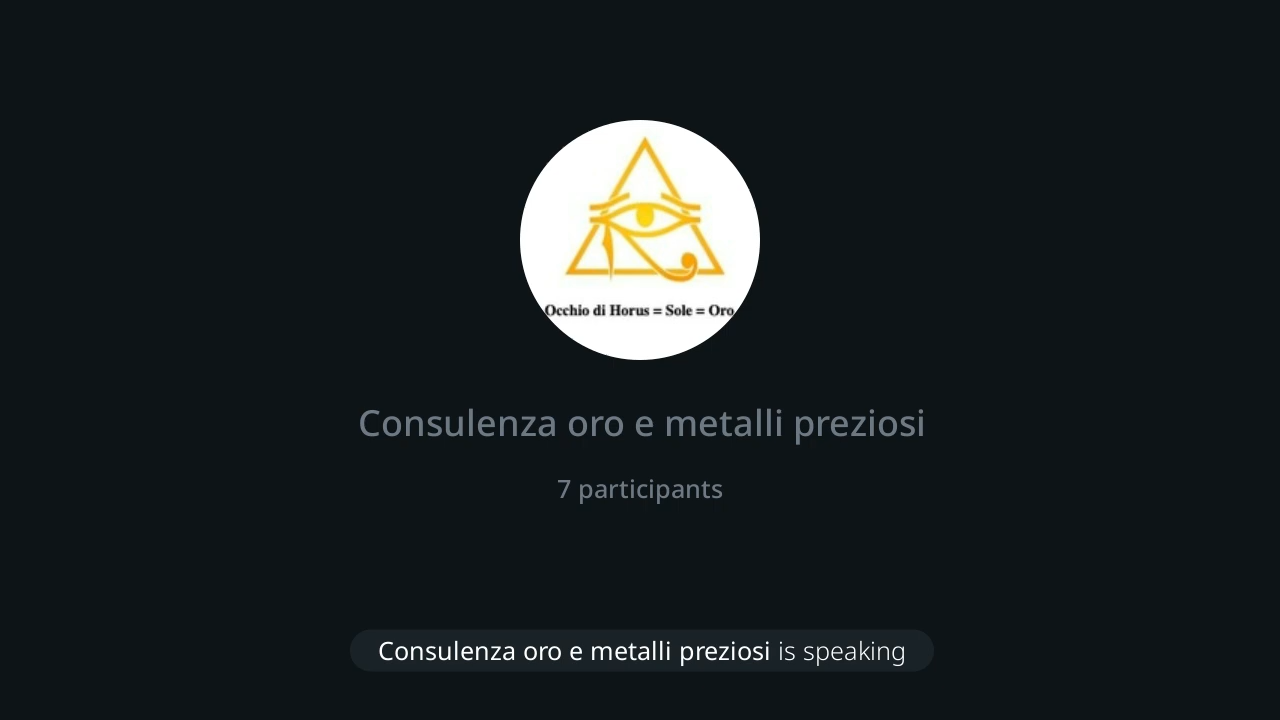 Occhio di Horus = Sole = Oro
Consulenza oro e metalli preziosi
7 participants
Consulenza oro e metalli preziosi is speaking